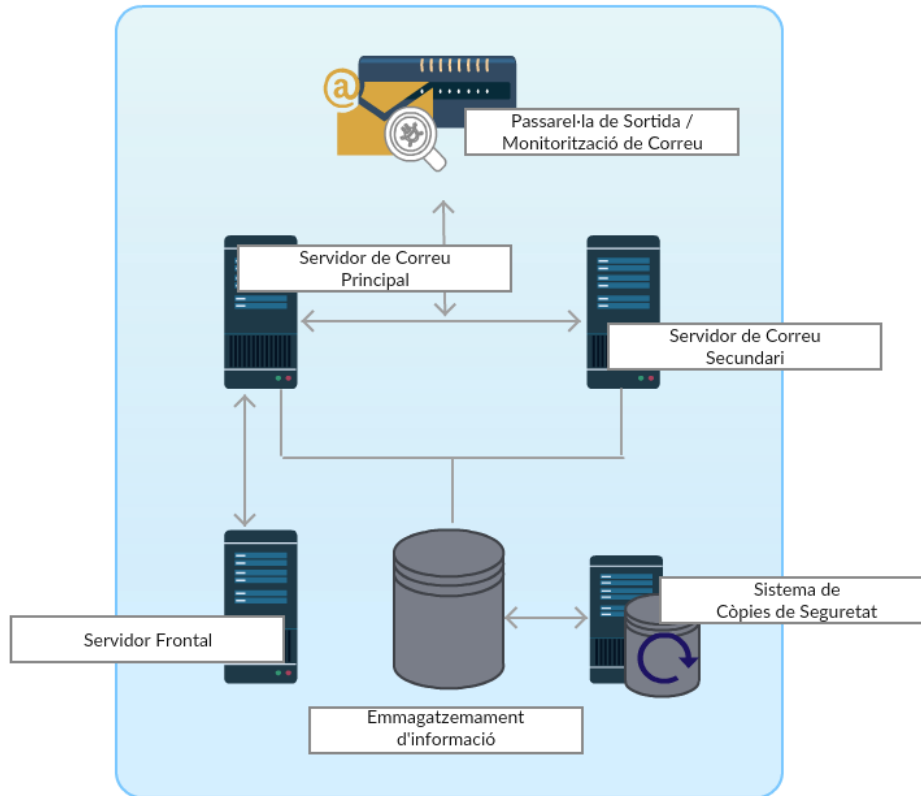 Passarel·la de Sortida /
Monitorització de Correu
Servidor de Correu
Principal
Servidor de Correu
Secundari
Servidor Frontal
Sistema de
Còpies de Seguretat
Emmagatzemament
d'informació